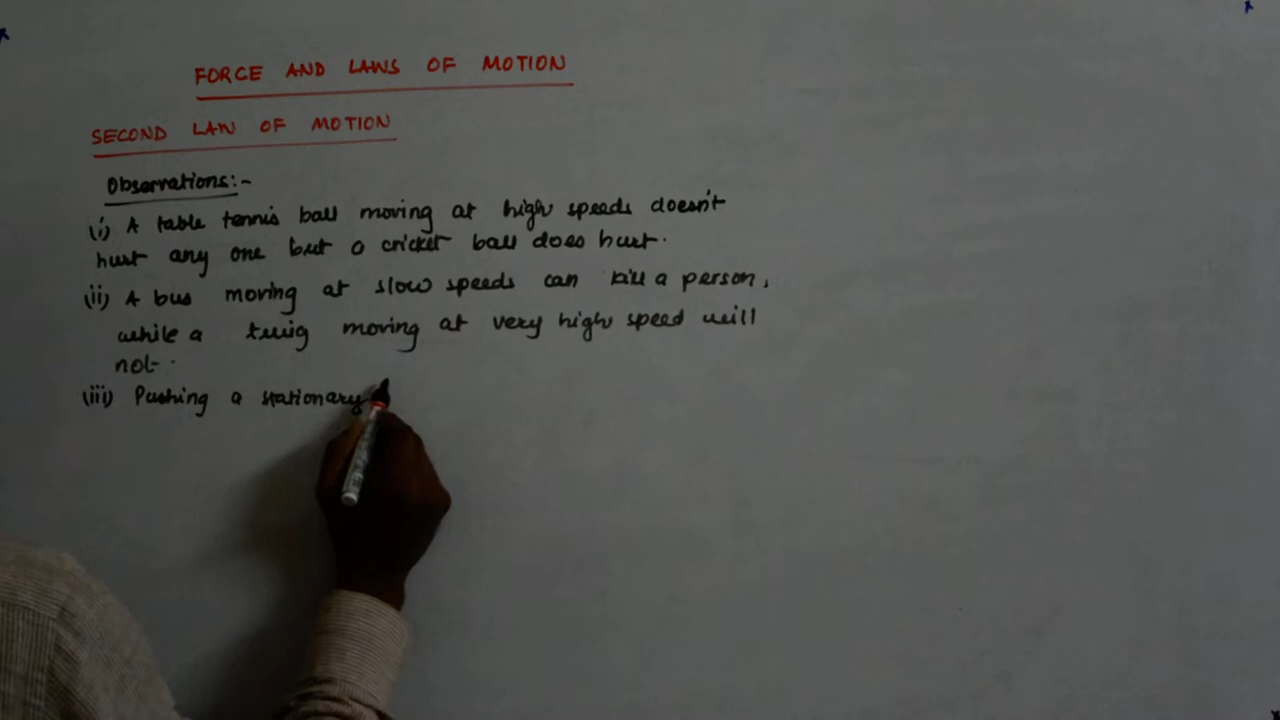 FORCE AND LAWS OF MOTION
SECOND LAW OF MOTION
Observations:-
(i) A table tennis ball moving at high speeds doesn't
hurt any one but a cricket ball does hurt.
(ii) A bus moving at slow speeds can kill a person,
while a twig moving at very high speed will
not.
(iii) Pushing a stationary